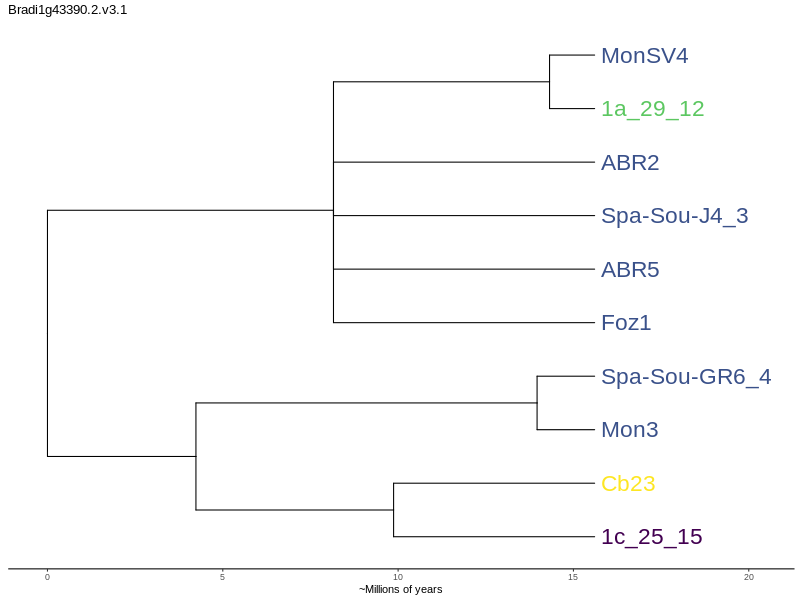 Bradi1g43390.2.v3.1
MonSV4
1a_29_12
ABR2
Spa-Sou-J4_3
ABR5
Foz1
Spa-Sou-GR6_4
Mon3
Cb23
1c_25_15
0 5 10 15 20
~Millions of years